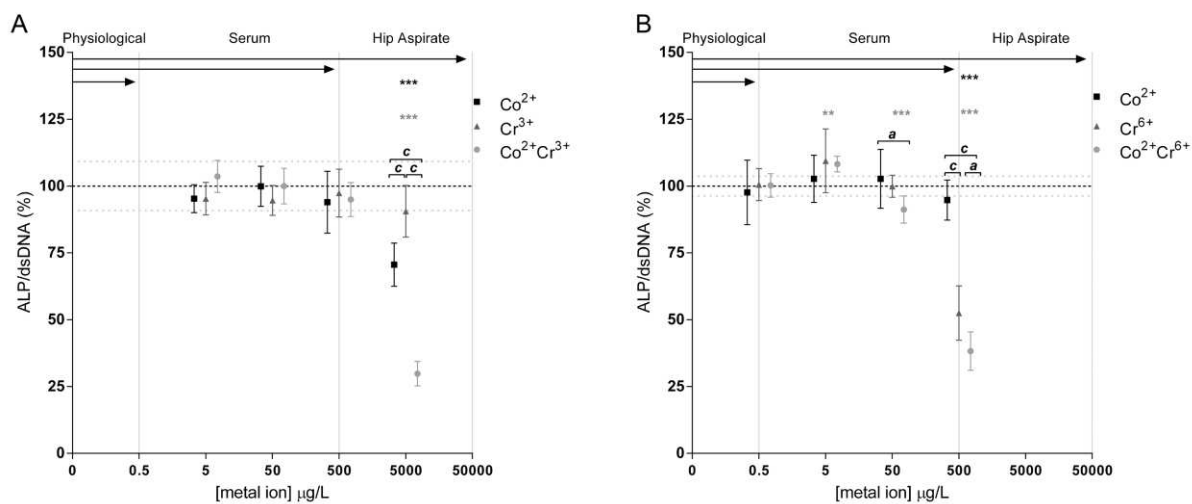 A
Physiological Serum Hip Aspirate
150
125
100
75
50
25
0
ALP/dsDNA (%)
***
***
c
c c
Co2+
Cr3+
Co2+Cr3+
0 0.5 5 50 500 5000 50000
[metal ion] µg/L
B
Physiological Serum Hip Aspirate
150
125
100
75
50
25
0
ALP/dsDNA (%)
***
** *** ***
a
c
c a
Co2+
Cr6+
Co2+Cr6+
0 0.5 5 50 500 5000 50000
[metal ion] µg/L